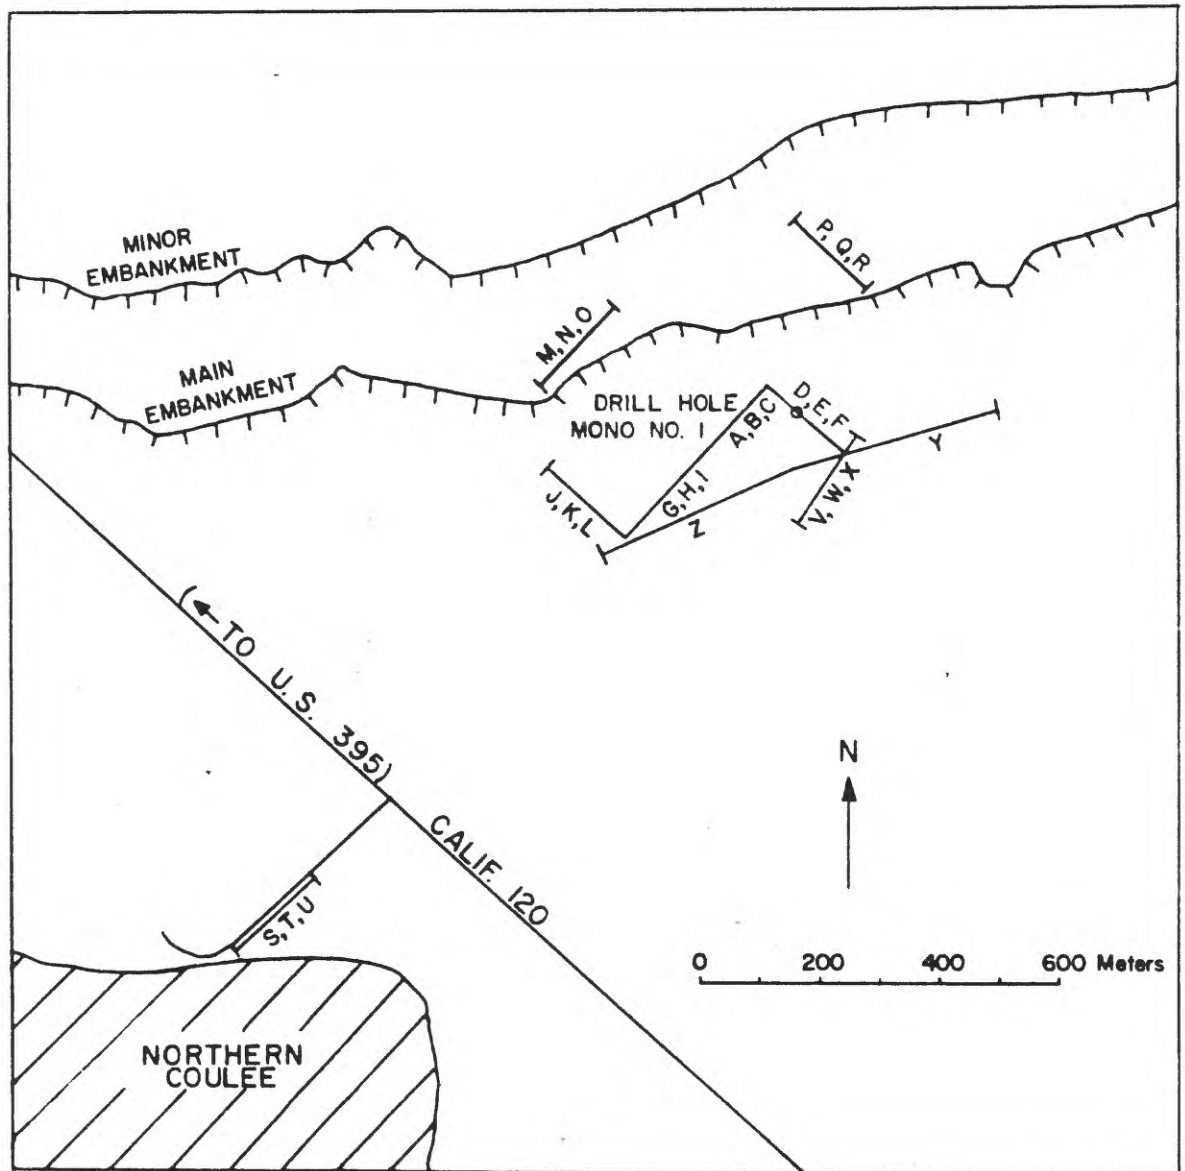 MINOR
EMBANKMENT
P, Q, R
M, N, O
MAIN
EMBANKMENT
DRILL HOLE
MONO NO. 1
D, E, F
A, B, C
Y
G, H, I
J, K, L
V, W, X
Z
(← TO U. S. 395)
CALIF. 120
N
S, T, U
0 200 400 600 Meters
NORTHERN
COULEE